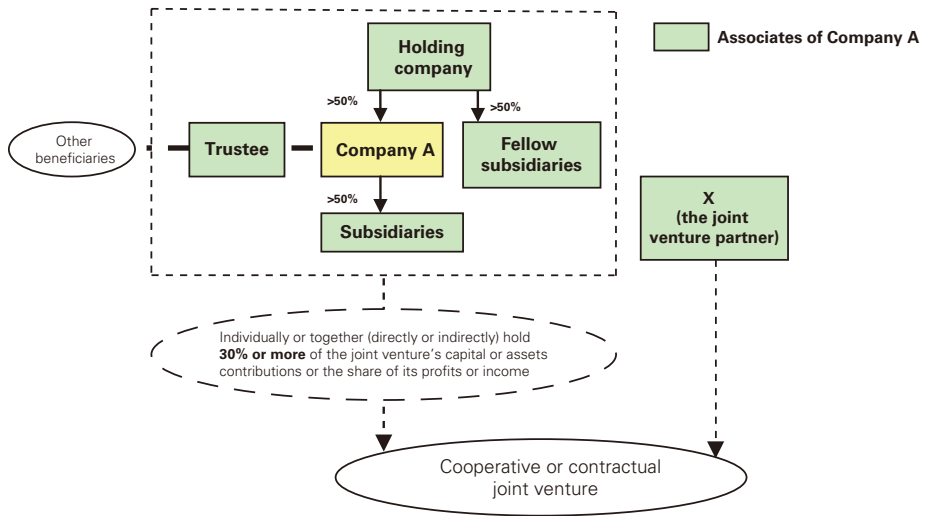 Associates of Company A
Holding
company
>50%
>50%
Other
beneficiaries
Trustee
Company A
Fellow
subsidiaries
>50%
Subsidiaries
X
(the joint
venture partner)
Individually or together (directly or indirectly) hold
30% or more of the joint venture's capital or assets
contributions or the share of its profits or income
Cooperative or contractual
joint venture